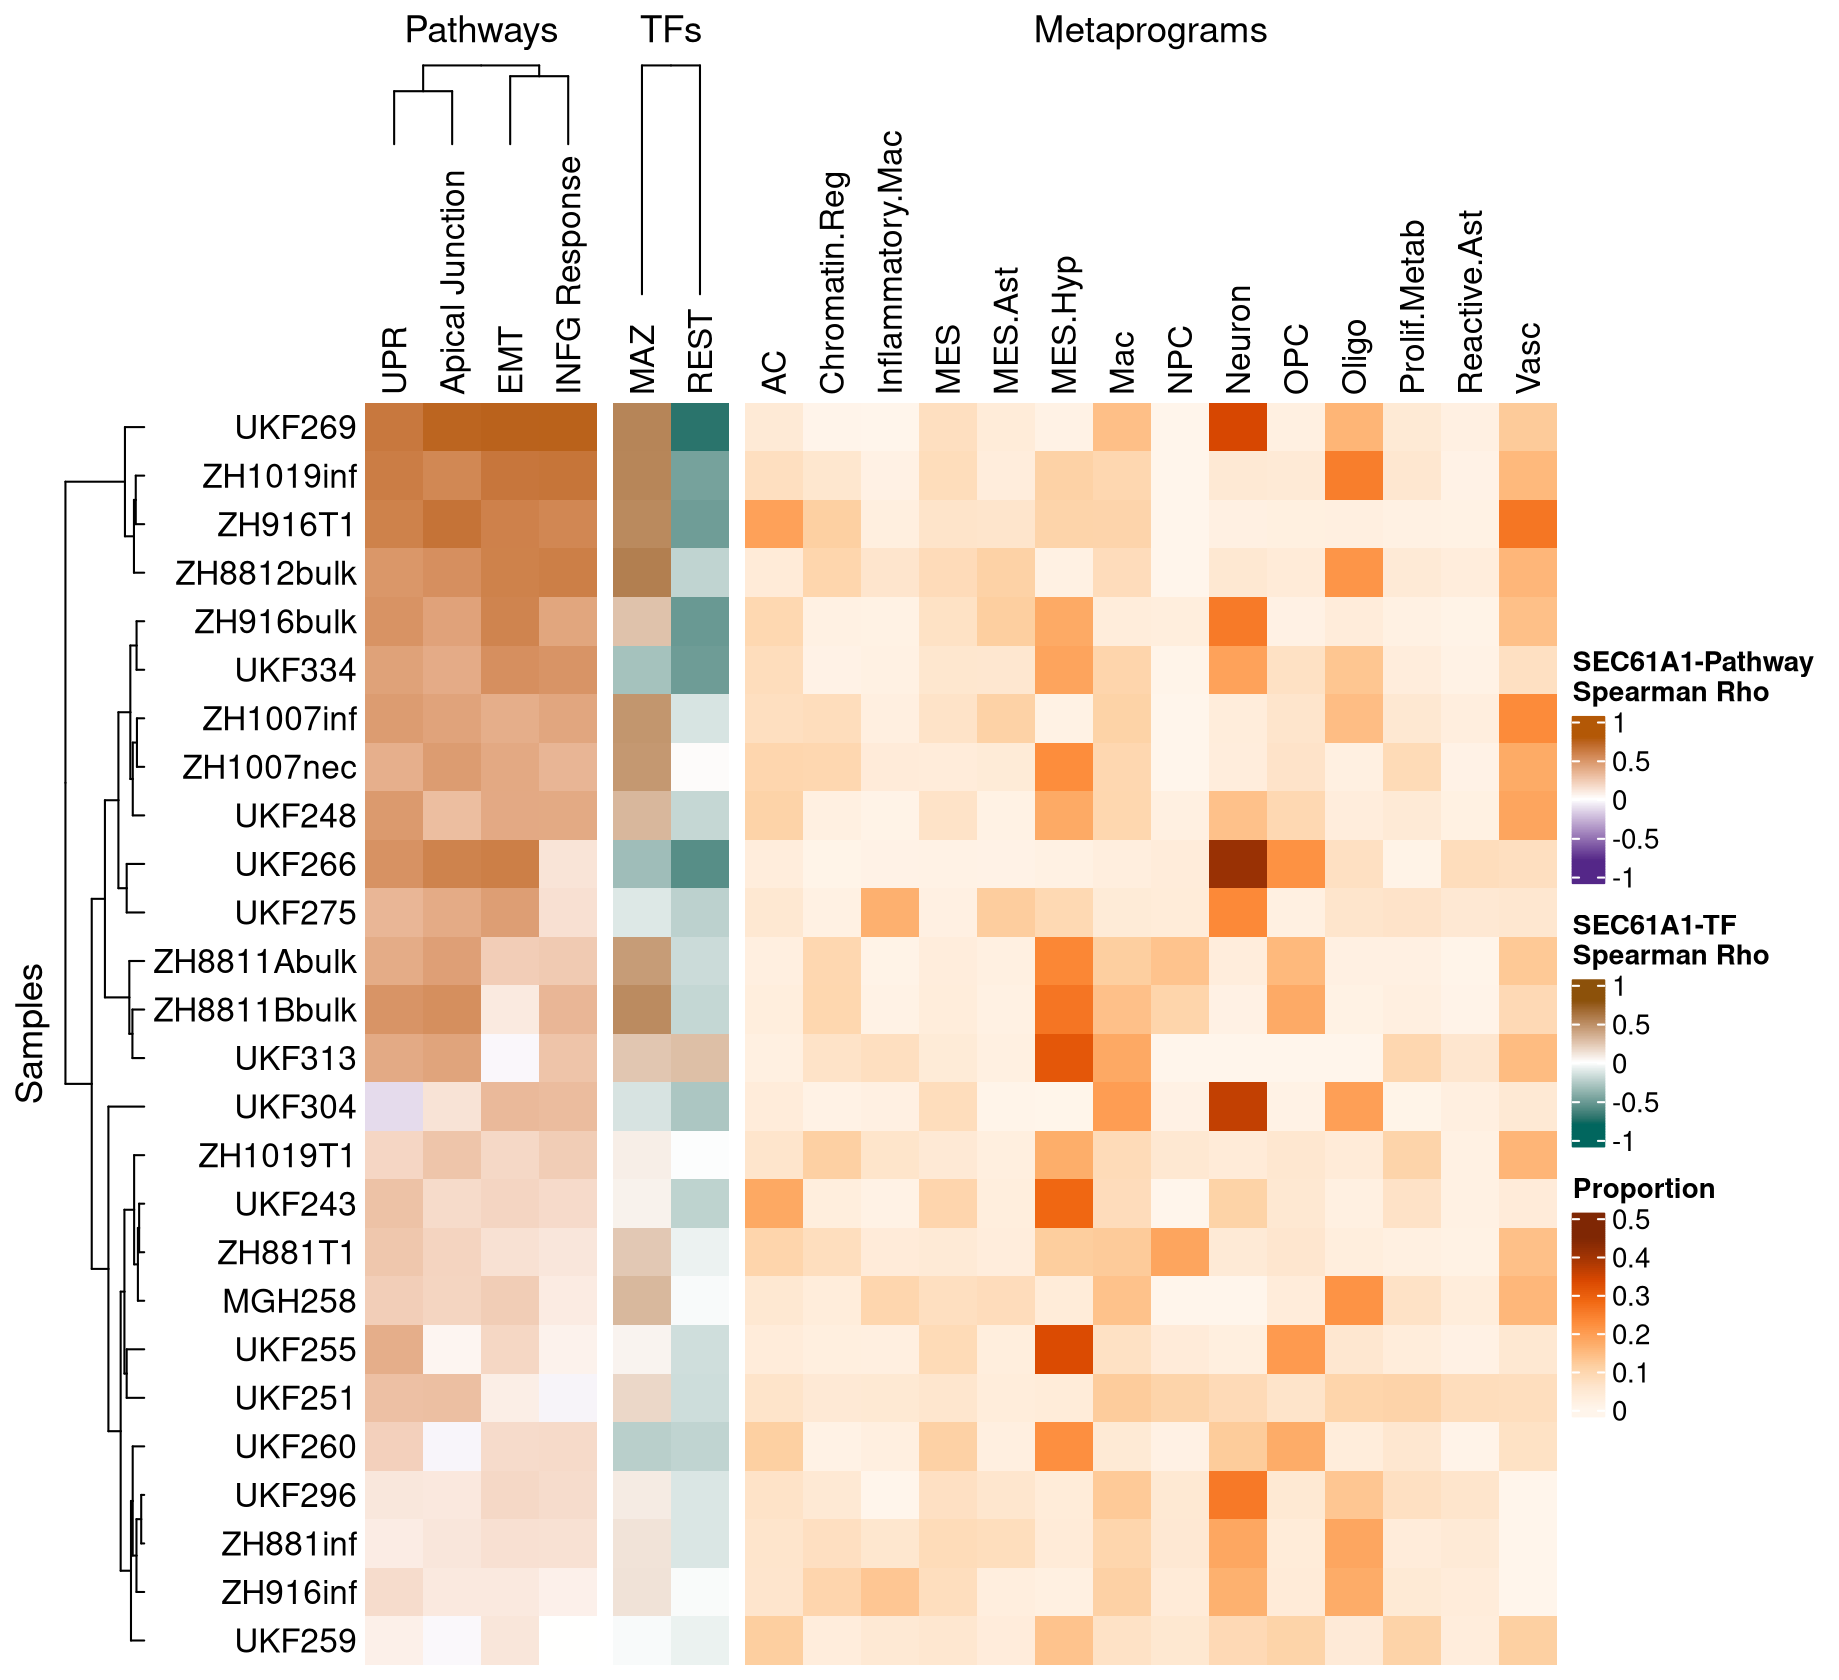 Pathways
TFs
Metaprograms
UPR
Apical Junction
EMT
INFG Response
MAZ
REST
AC
Chromatin.Reg
Inflammatory.Mac
MES
MES.Ast
MES.Hyp
Mac
NPC
Neuron
OPC
Oligo
Prolif.Metab
Reactive.Ast
Vasc
Samples
UKF269
ZH1019inf
ZH916T1
ZH8812bulk
ZH916bulk
UKF334
ZH1007inf
ZH1007nec
UKF248
UKF266
UKF275
ZH8811Abulk
ZH8811Bbulk
UKF313
UKF304
ZH1019T1
UKF243
ZH881T1
MGH258
UKF255
UKF251
UKF260
UKF296
ZH881inf
ZH916inf
UKF259
SEC61A1-Pathway
Spearman Rho
1
0.5
0
-0.5
-1
SEC61A1-TF
Spearman Rho
1
0.5
0
-0.5
-1
Proportion
0.5
0.4
0.3
0.2
0.1
0